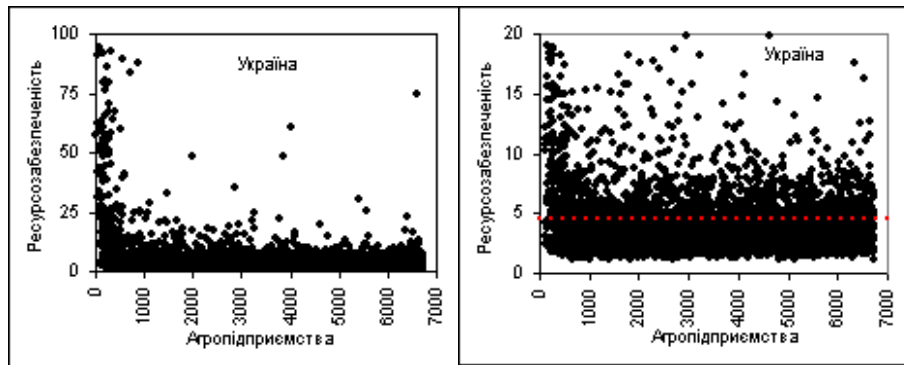 100
75
50
25
0
Ресурсозабезпеченість
Україна
0 1000 2000 3000 4000 5000 6000 7000
Агропідприємства
20
15
10
5
0
Ресурсозабезпеченість
Україна
0 1000 2000 3000 4000 5000 6000 7000
Агропідприємства